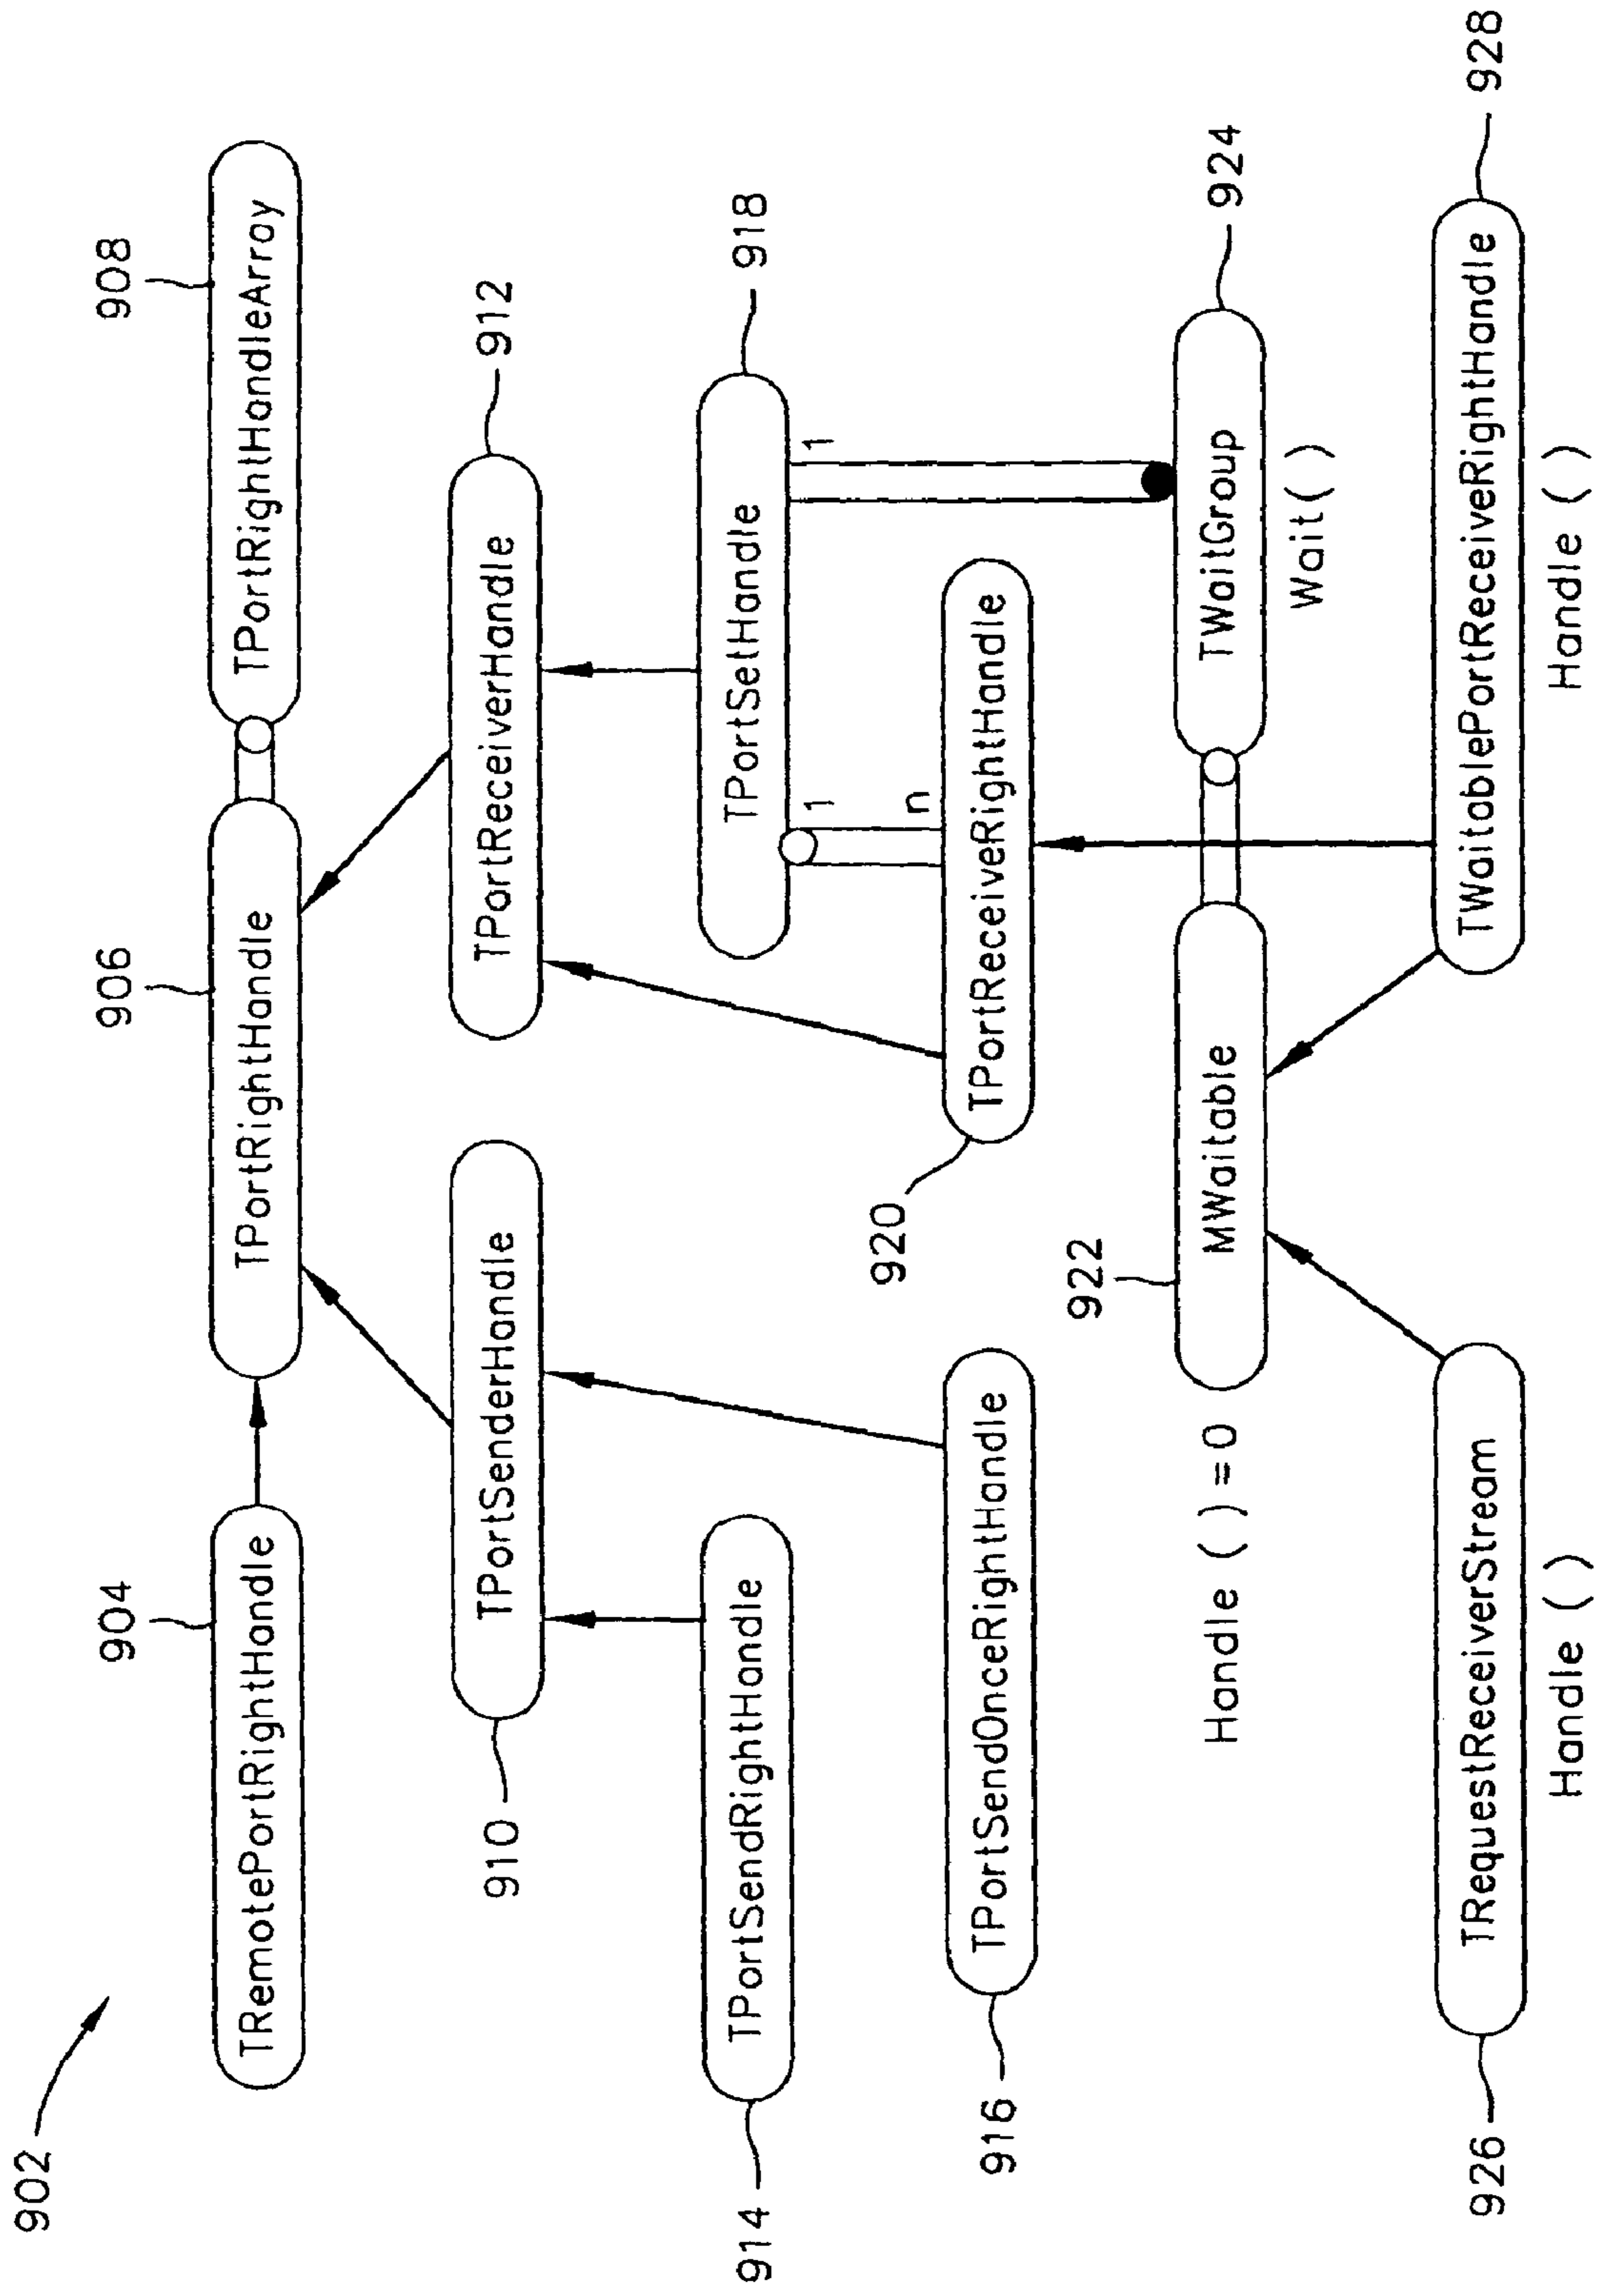 902
904
906
908
TRemotePortRightHandle
TPortRightHandle
TPortRightHandleArray
910
TPortSenderHandle
TPortReceiverHandle
912
914
TPortSendRightHandle
TPortSetHandle
918
1
1
n
916
TPortSendOnceRightHandle
920
TPortReceiveRightHandle
922
Handle ( ) = 0
MWaitable
TWaitGroup
924
Wait( )
926
TRequestReceiverStream
TWaitablePortReceiveRightHandle
928
Handle ( )
Handle ( )